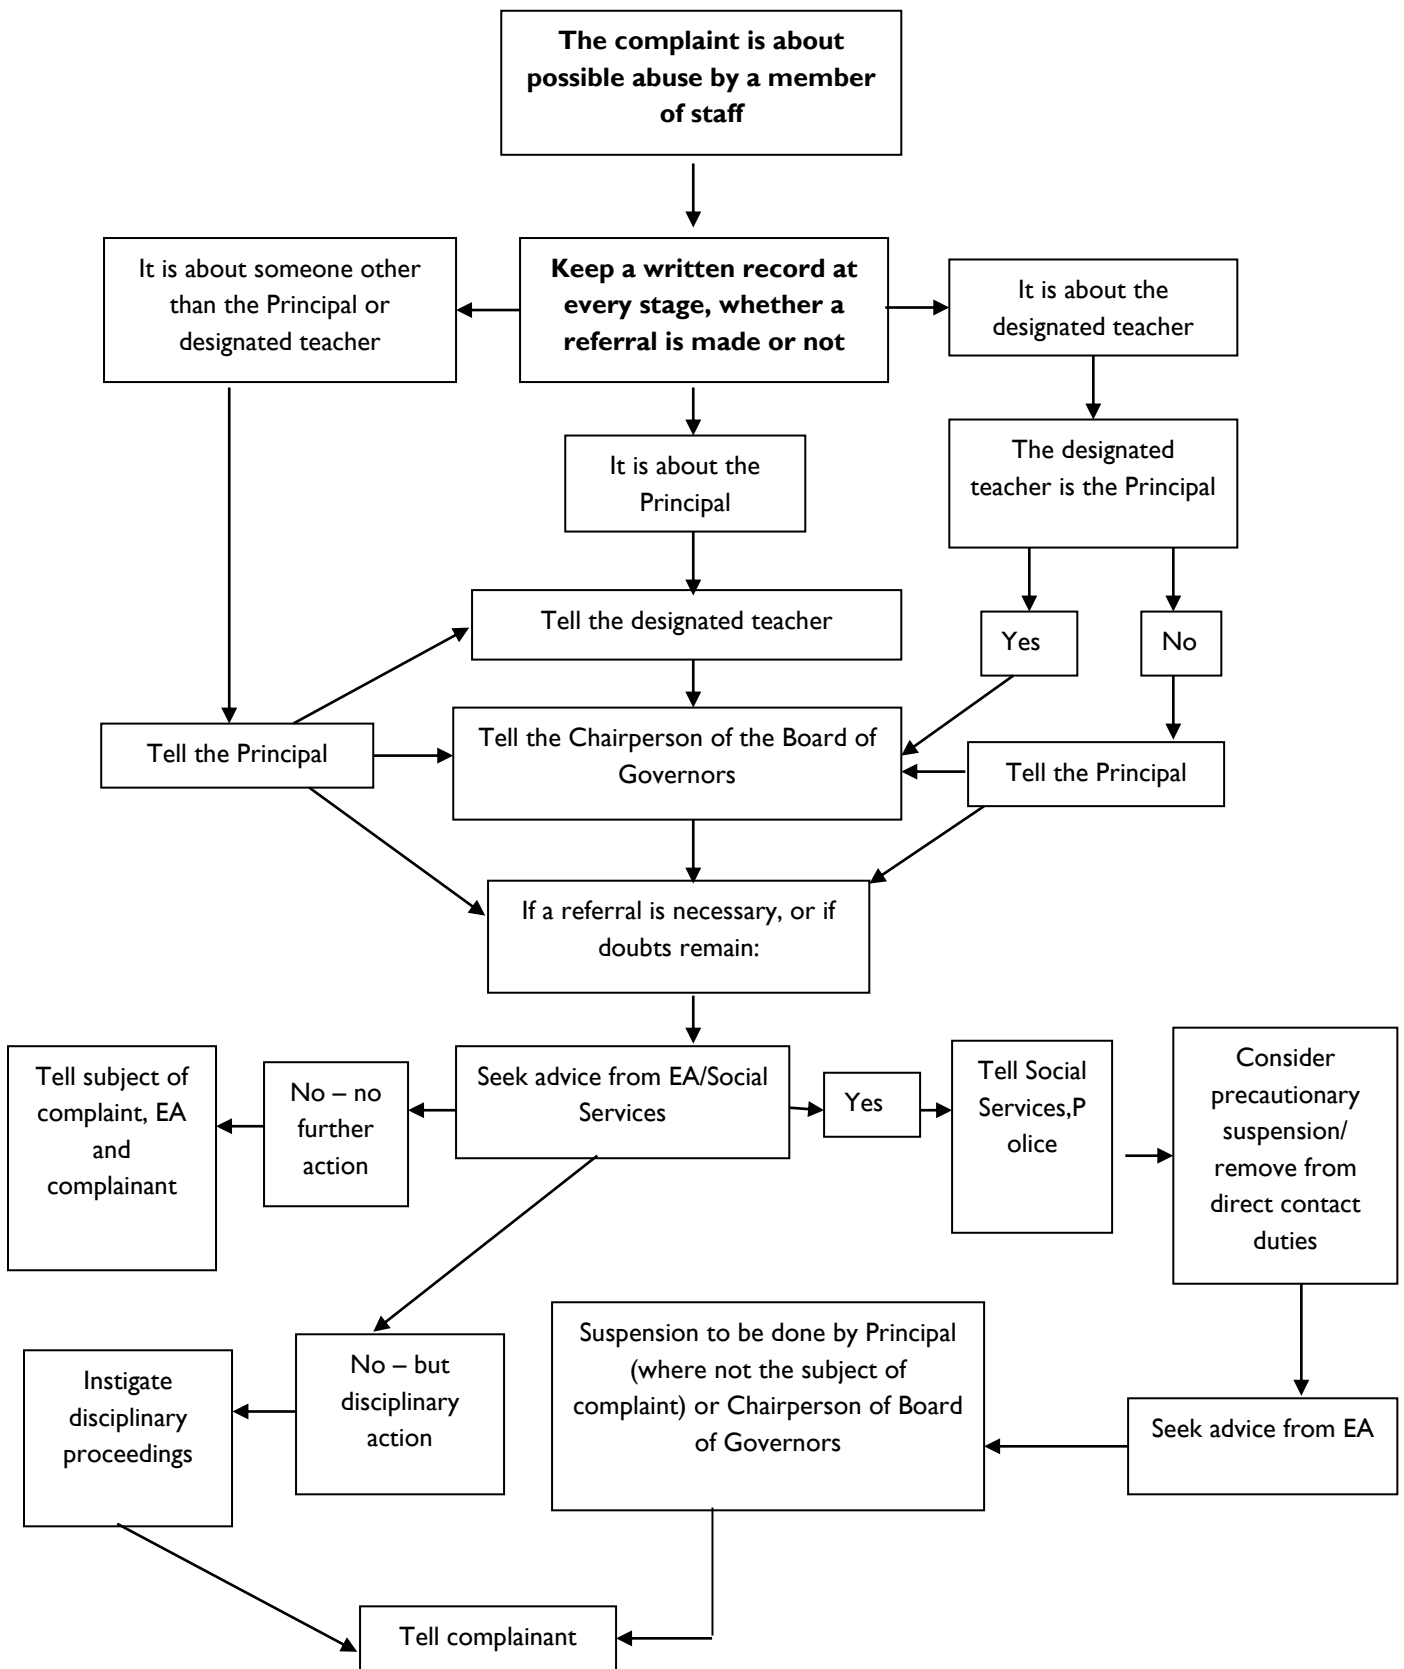 The complaint is about
possible abuse by a member
of staff
It is about someone other
than the Principal or
designated teacher
Keep a written record at
every stage, whether a
referral is made or not
It is about the
designated teacher
It is about the
Principal
The designated
teacher is the Principal
Tell the designated teacher
Yes
No
Tell the Principal
Tell the Chairperson of the Board of
Governors
Tell the Principal
If a referral is necessary, or if
doubts remain:
Tell subject of
complaint, EA
and
complainant
No – no
further
action
Seek advice from EA/Social
Services
Yes
Tell Social
Services,P
olice
Consider
precautionary
suspension/
remove from
direct contact
duties
Instigate
disciplinary
proceedings
No – but
disciplinary
action
Suspension to be done by Principal
(where not the subject of
complaint) or Chairperson of Board
of Governors
Seek advice from EA
Tell complainant